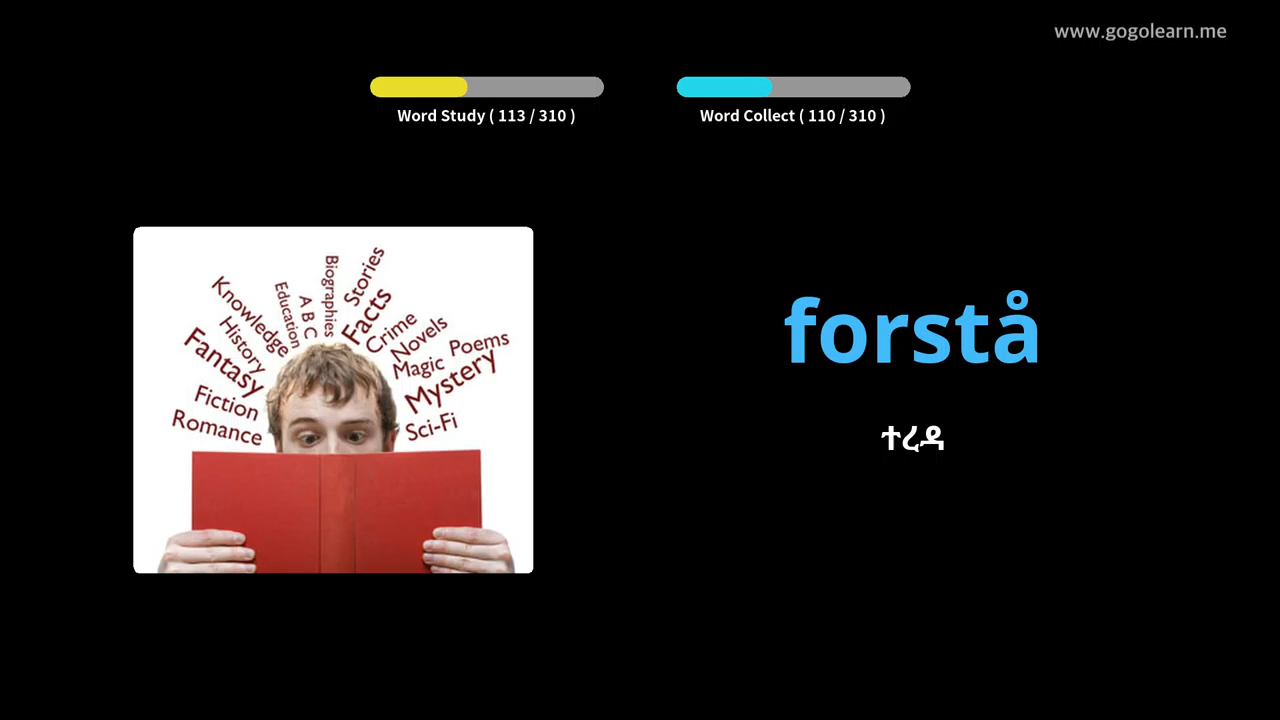 www.gogolearn.me
Word Study ( 113 / 310 )
Word Collect ( 110 / 310 )
Biographies
Stories
Knowledge
Education
A B C
Facts
Crime
History
Novels
Fantasy
Magic
Poems
Mystery
Fiction
Romance
Sci-Fi
forstå
ተረዳ